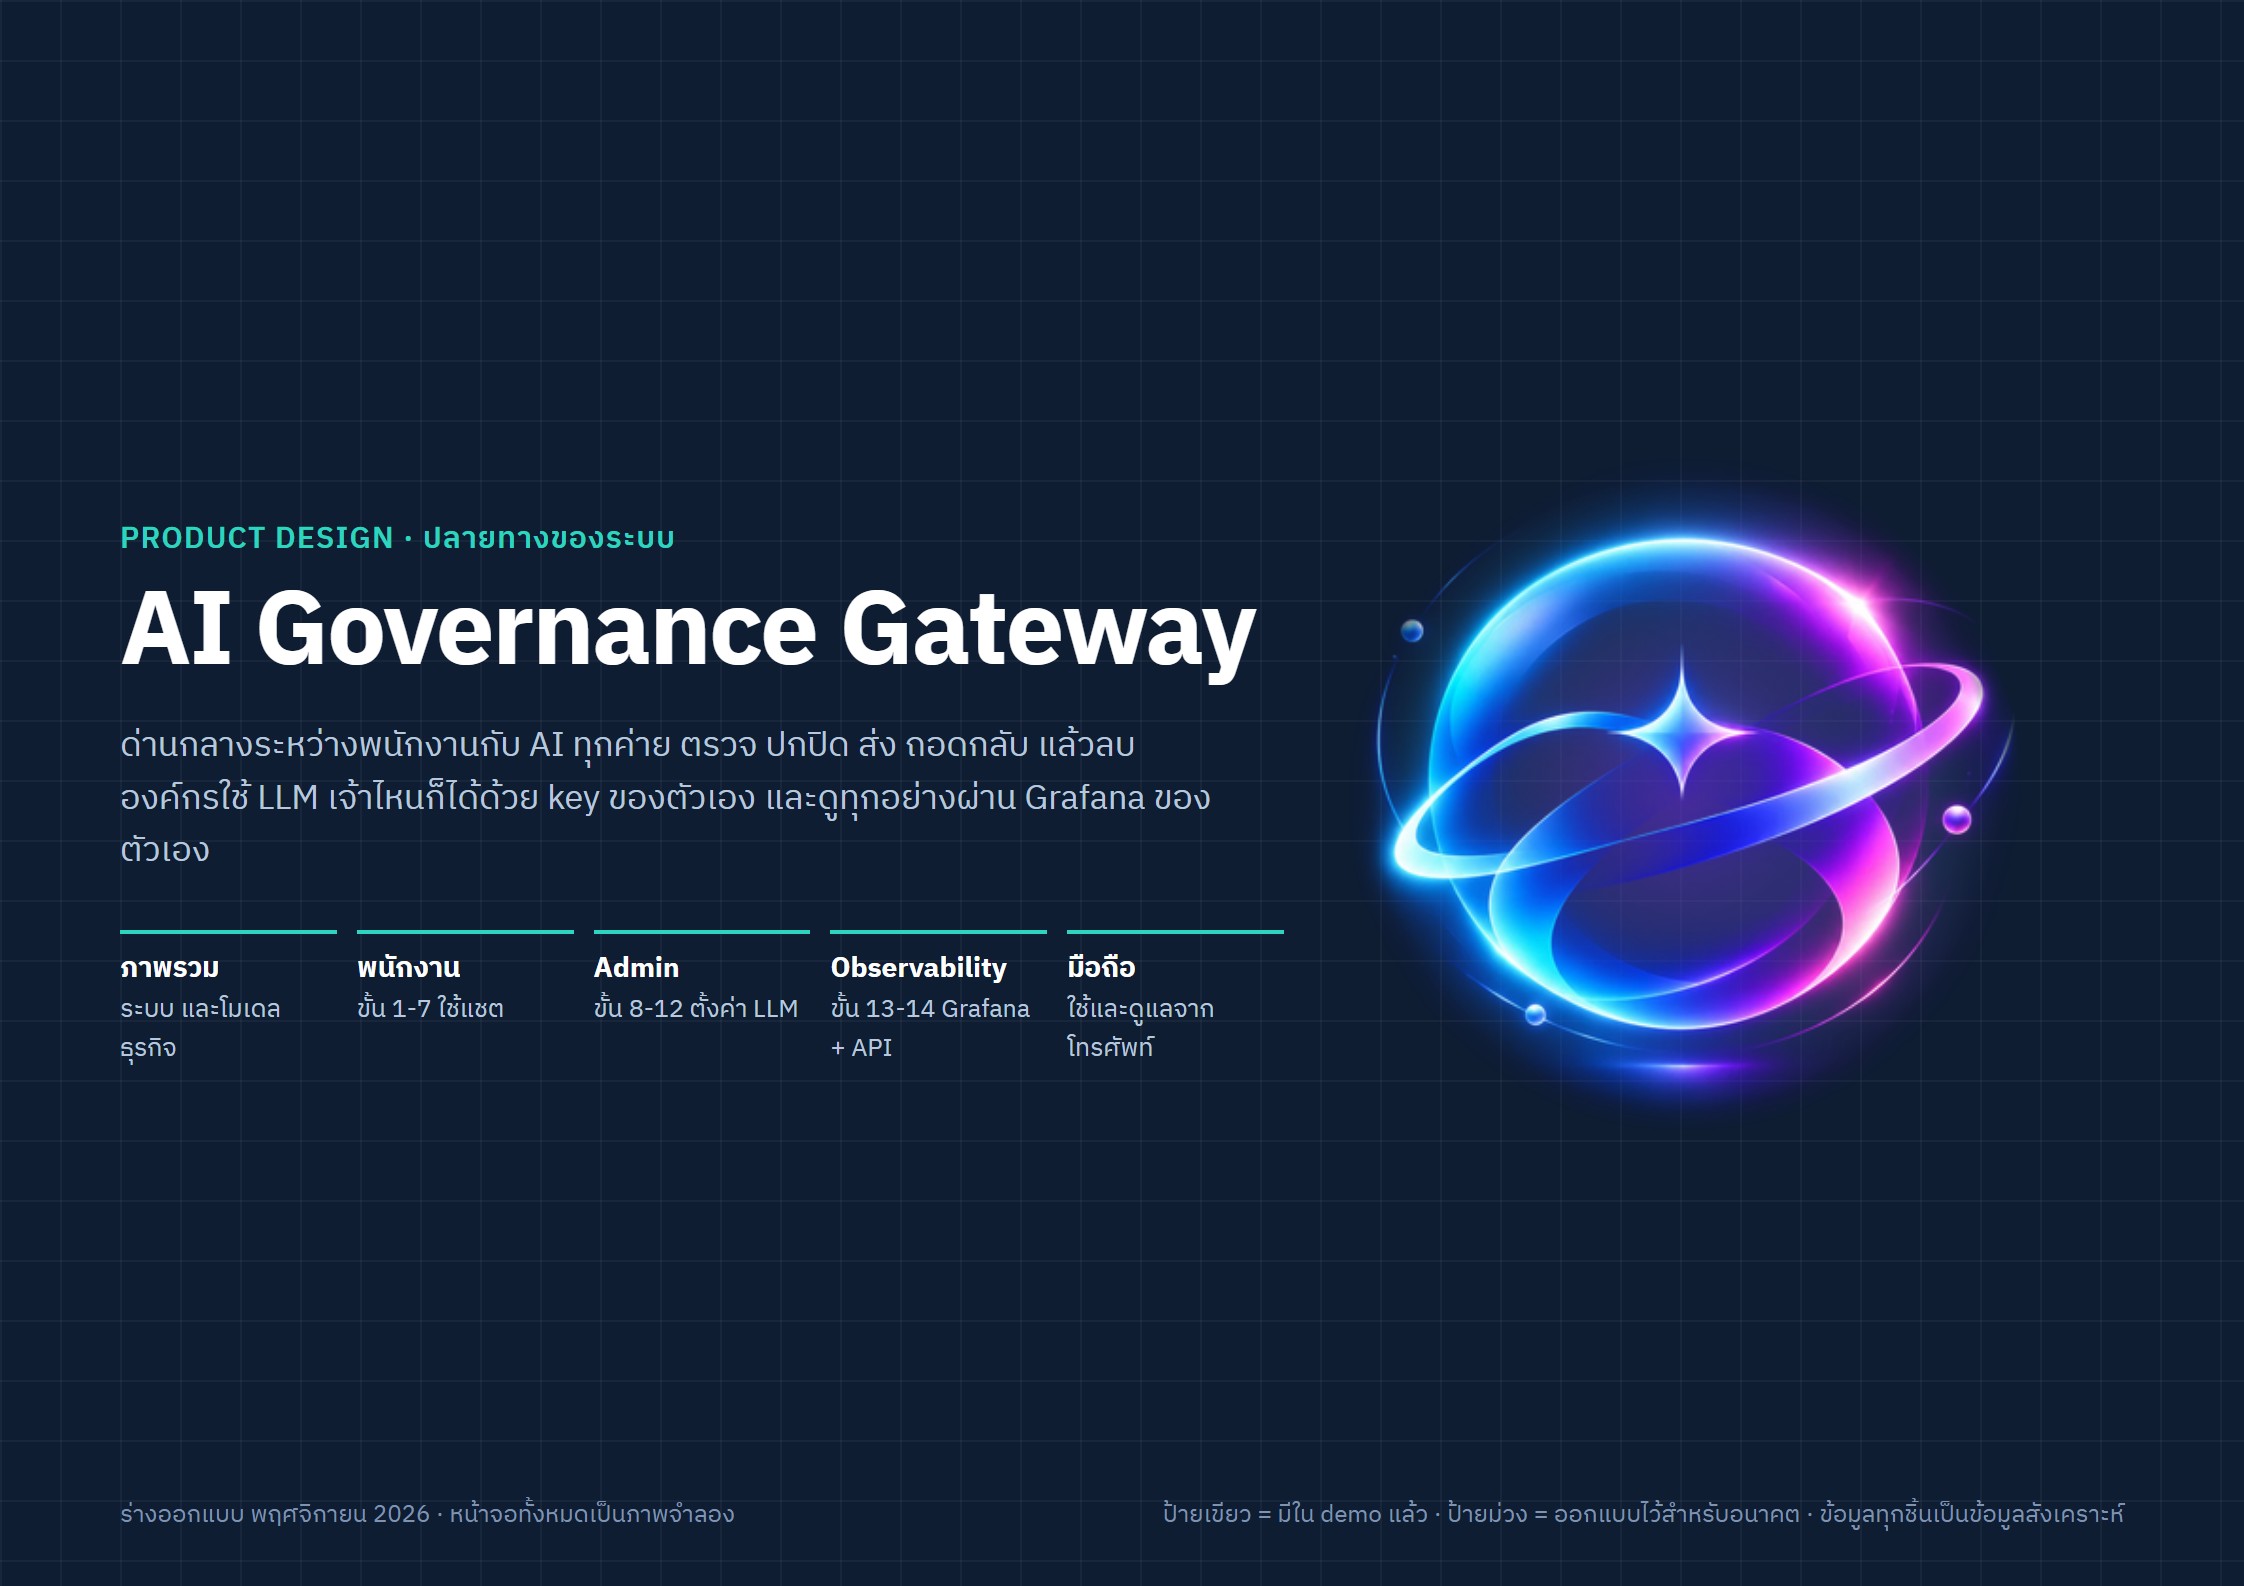 PRODUCT DESIGN · ปลายทางของระบบ
AI Governance Gateway
ด่านกลางระหว่างพนักงานกับ AI ทุกค่าย ตรวจ ปกปิด ส่ง ถอดกลับ แล้วลบ
องค์กรใช้ LLM เจ้าไหนก็ได้ด้วย key ของตัวเอง และดูทุกอย่างผ่าน Grafana ของ
ตัวเอง
ภาพรวม
ระบบ และโมเดล
ธุรกิจ
พนักงาน
ขั้น 1-7 ใช้แชต
Admin
ขั้น 8-12 ตั้งค่า LLM
Observability
ขั้น 13-14 Grafana
+ API
มือถือ
ใช้และดูแลจาก
โทรศัพท์
ร่างออกแบบ พฤศจิกายน 2026 · หน้าจอทั้งหมดเป็นภาพจำลอง
ป้ายเขียว = มีใน demo แล้ว · ป้ายม่วง = ออกแบบไว้สำหรับอนาคต · ข้อมูลทุกชิ้นเป็นข้อมูลสังเคราะห์